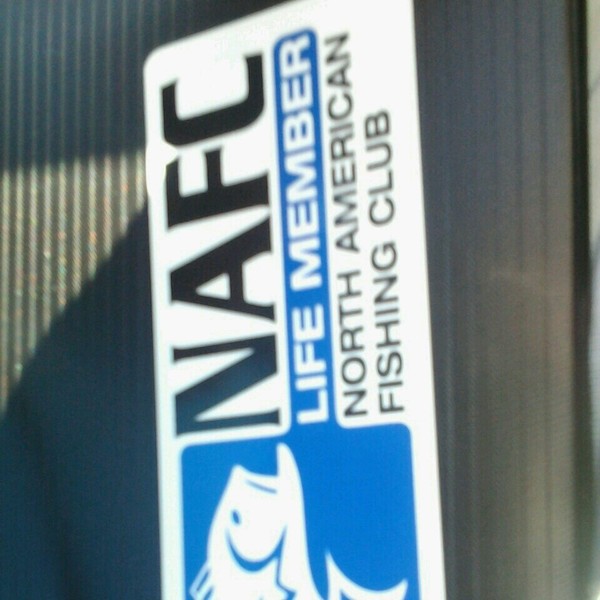 NAFC
LIFE MEMBER
NORTH AMERICAN
FISHING CLUB